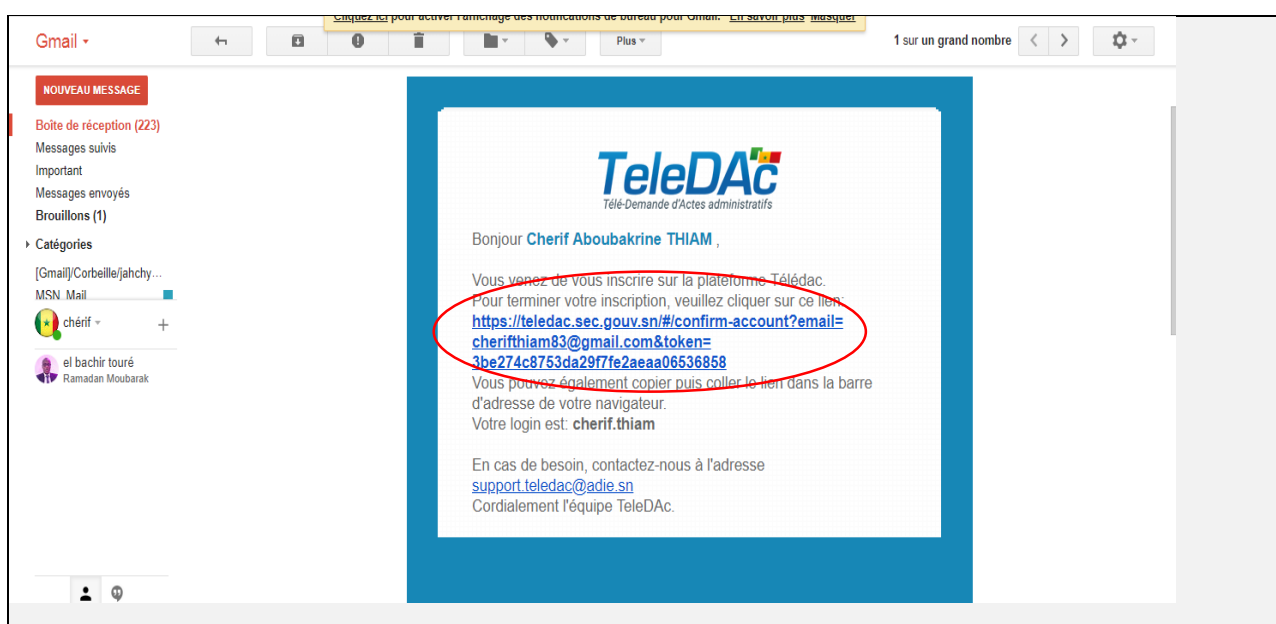 Cliquez ici pour activer l'affichage des notifications de bureau pour Gmail. En savoir plus Masquer
Gmail
Plus
1 sur un grand nombre
NOUVEAU MESSAGE
Boîte de réception (223)
Messages suivis
Important
Messages envoyés
Brouillons (1)
Catégories
[Gmail]/Corbeille/jahchy...
MSN Mail
chérif
el bachir touré
Ramadan Moubarak
TeleDAc
Télé-Demande d'Actes administratifs
Bonjour Cherif Aboubakrine THIAM ,
Vous venez de vous inscrire sur la plateforme Télédac.
Pour terminer votre inscription, veuillez cliquer sur ce lien:
https://teledac.sec.gouv.sn/#/confirm-account?email=
cherifthiam83@gmail.com&token=
3be274c8753da29f7fe2aeaa06536858
Vous pouvez également copier puis coller le lien dans la barre
d'adresse de votre navigateur.
Votre login est: cherif.thiam
En cas de besoin, contactez-nous à l'adresse
support.teledac@adie.sn
Cordialement l'équipe TeleDAc.